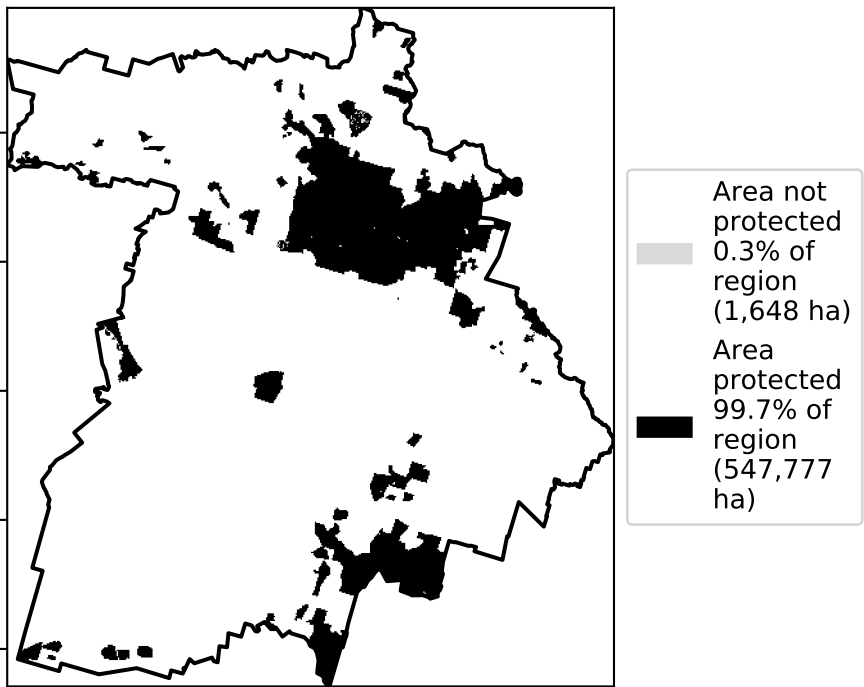 Area not
protected
0.3% of
region
(1,648 ha)
Area
protected
99.7% of
region
(547,777
ha)